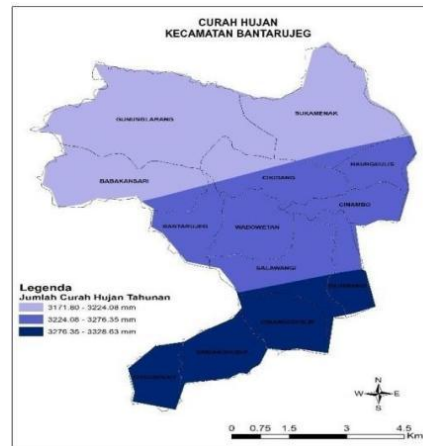 CURAH HUJAN
KECAMATAN BANTARUJEG
GUNUNGLARANG
SUKAMENAK
BABAKANSARI
CIKIDANG
CINAMBO
BANTARUJEG
WADOWETAN
SALAWANGI
Legenda
Jumlah Curah Hujan Tahunan
3171.80 - 3224.08 mm
3224.08 - 3276.35 mm
3276.35 - 3328.63 mm
N
W
E
S
0 0.75 1.5 3 4.5
Km